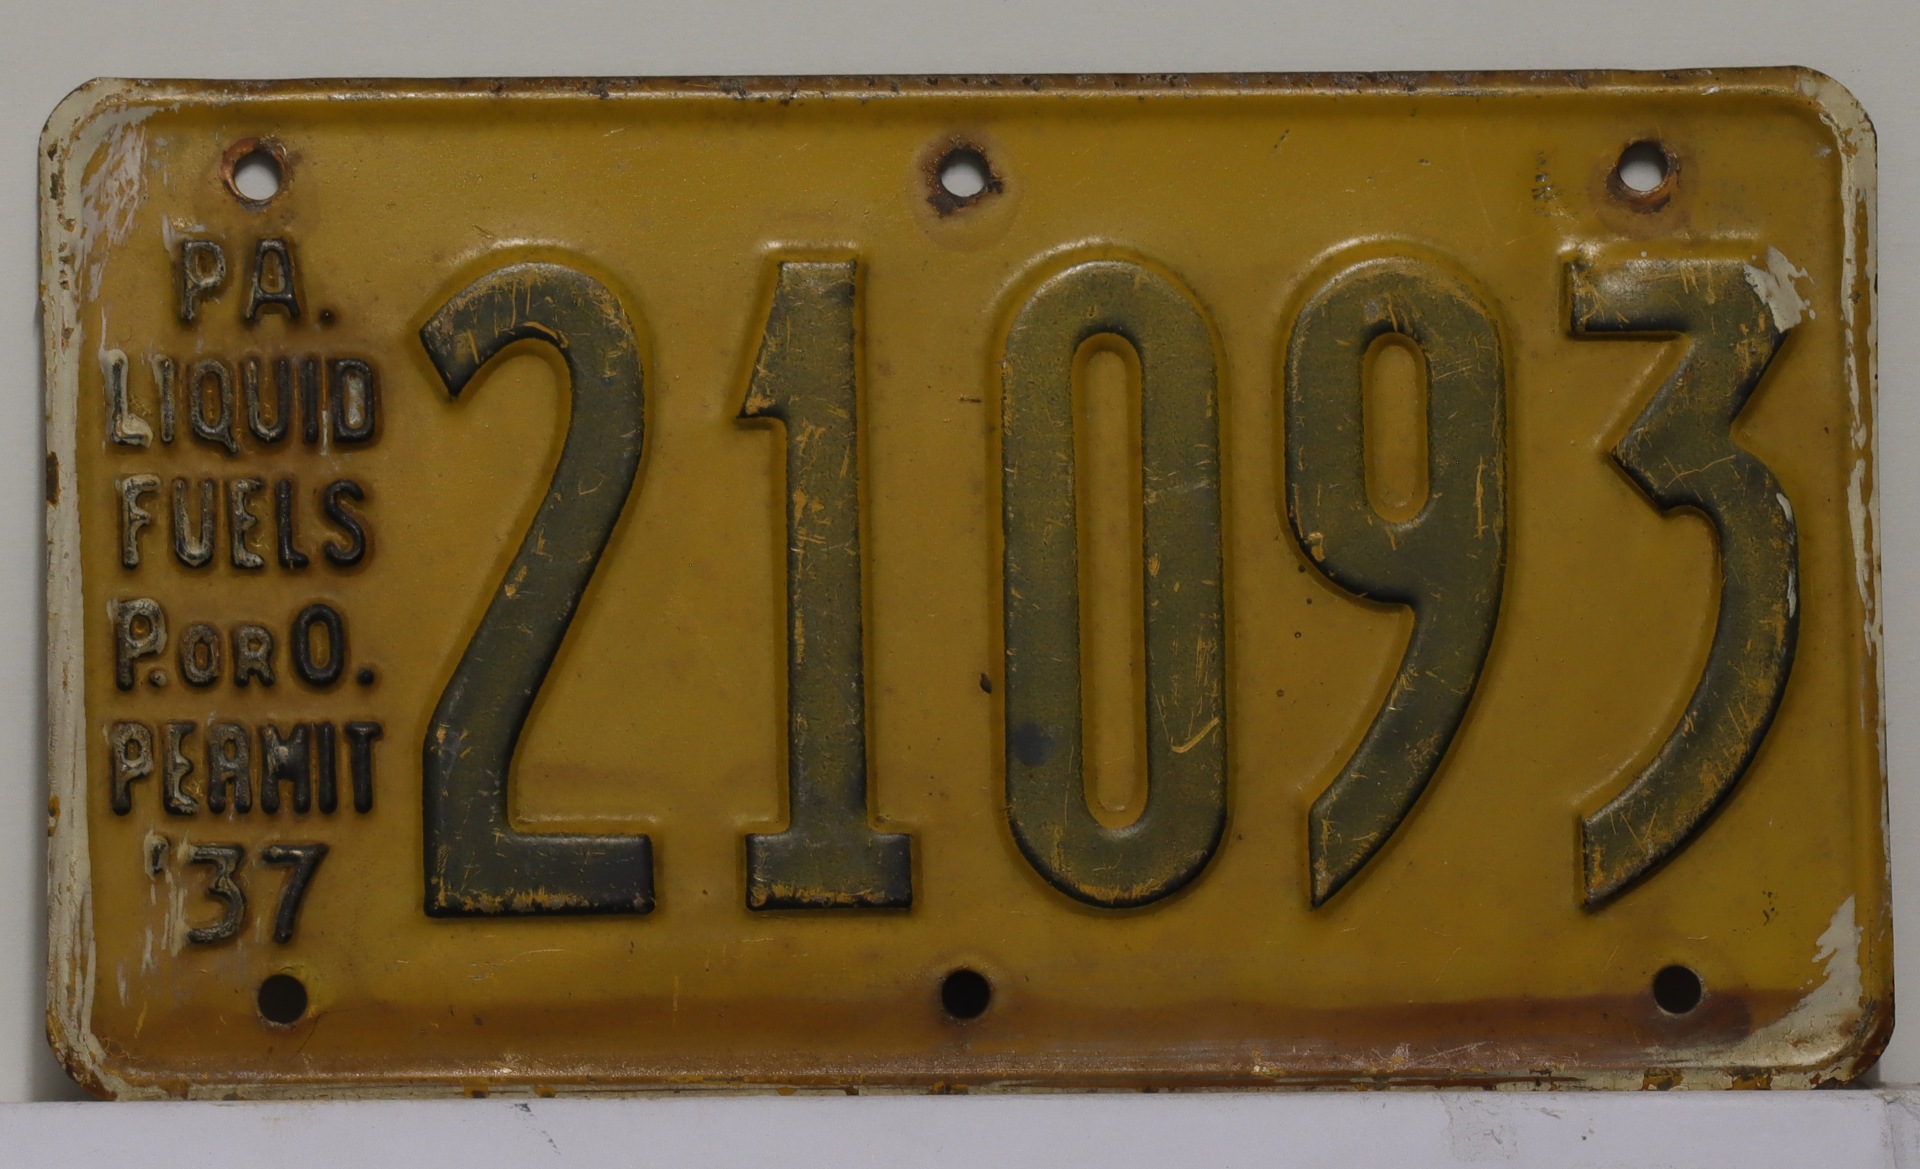 PA.
LIQUID
FUELS
P.OR O.
PERMIT
'37
21093